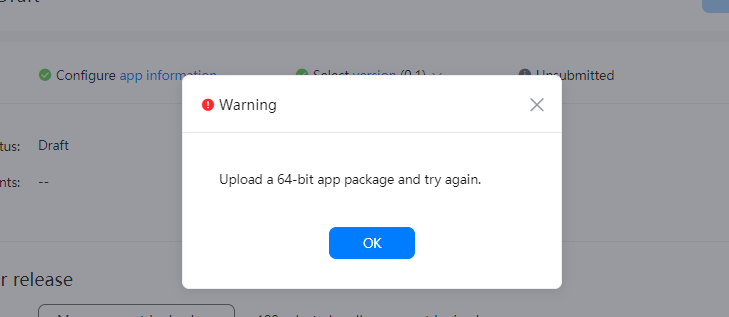 Draft
Configure app information Select version (0.1) Unsubmitted
Warning
tus: Draft
nts: --
Upload a 64-bit app package and try again.
OK
r release